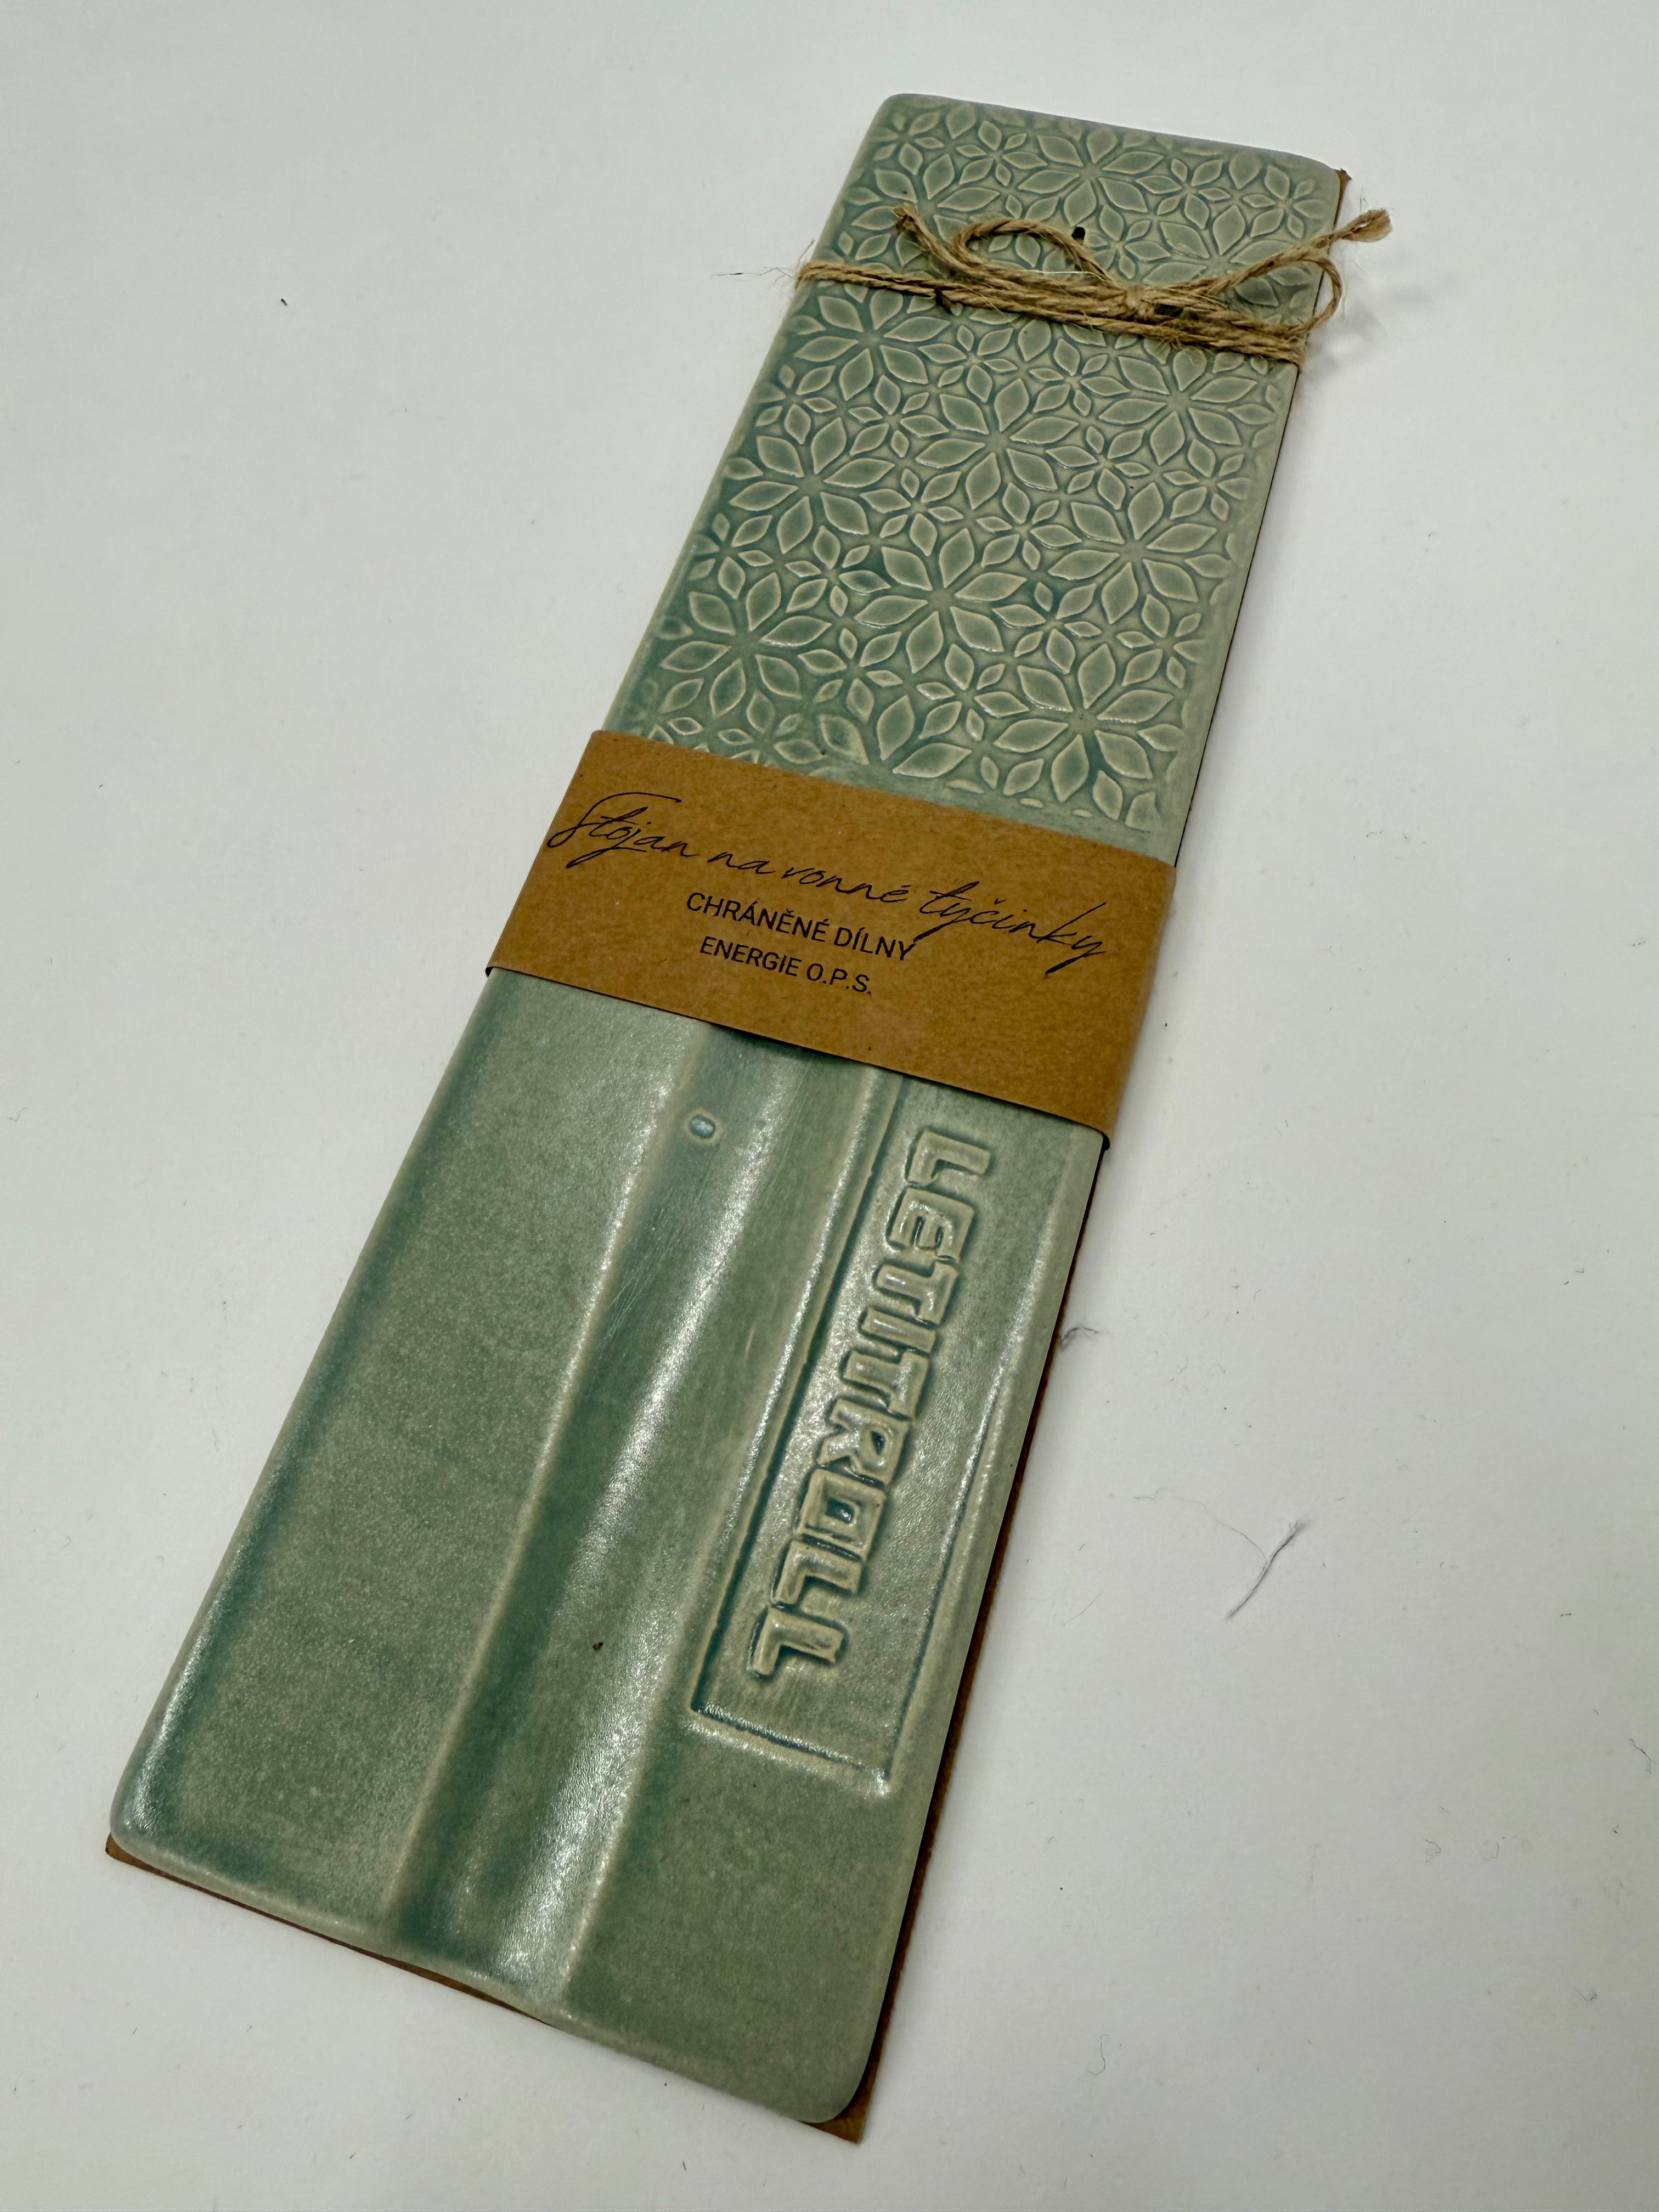 Stojan na vonné tyčinky
CHRÁNĚNÉ DÍLNY
ENERGIE O.P.S.
LETITROLL